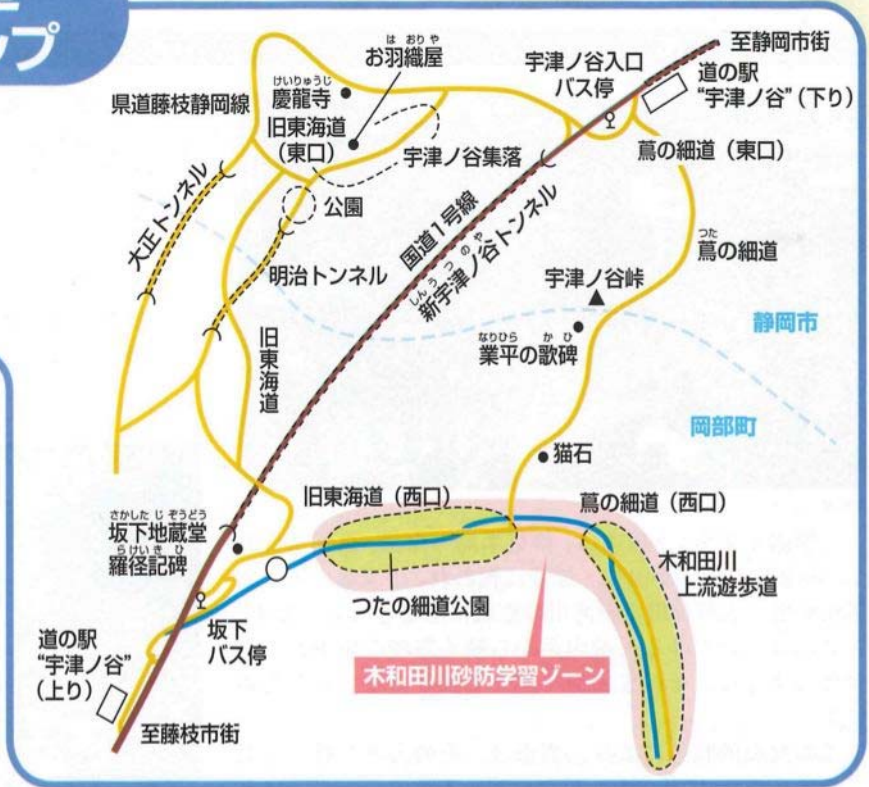 ップ
至静岡市街
お羽織屋
はおりや
宇津ノ谷入口
バス停
道の駅
“宇津ノ谷”(下り)
けいりゅうじ
慶龍寺
県道藤枝静岡線
旧東海道
(東口)
宇津ノ谷集落
蔦の細道(東口)
大正トンネル
公園
国道1号線
しんうつのや
新宇津ノ谷トンネル
つた
蔦の細道
明治トンネル
宇津ノ谷峠
静岡市
なりひら かひ
業平の歌碑
旧東海道
岡部町
猫石
旧東海道(西口)
蔦の細道(西口)
さかしたじぞうどう
坂下地蔵堂
らけいきひ
羅径記碑
木和田川
上流遊歩道
つたの細道公園
坂下
バス停
道の駅
“宇津ノ谷”
(上り)
木和田川砂防学習ゾーン
至藤枝市街